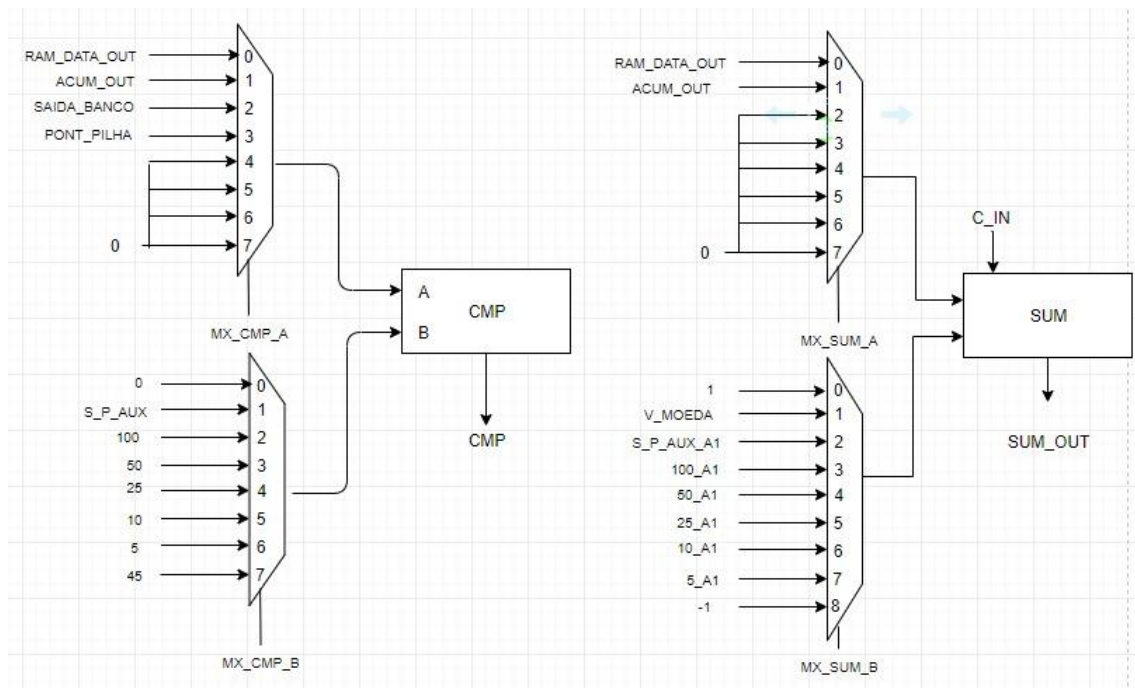 RAM_DATA_OUT 0
ACUM_OUT 1
SAIDA_BANCO 2
PONT_PILHA 3
4
5
6
0 7
MX_CMP_A
A
B
CMP
CMP
0 0
S_P_AUX 1
100 2
50 3
25 4
10 5
5 6
45 7
MX_CMP_B
RAM_DATA_OUT 0
ACUM_OUT 1
2
3
4
5
6
0 7
MX_SUM_A
C_IN
SUM
SUM_OUT
1 0
V_MOEDA 1
S_P_AUX_A1 2
100_A1 3
50_A1 4
25_A1 5
10_A1 6
5_A1 7
-1 8
MX_SUM_B